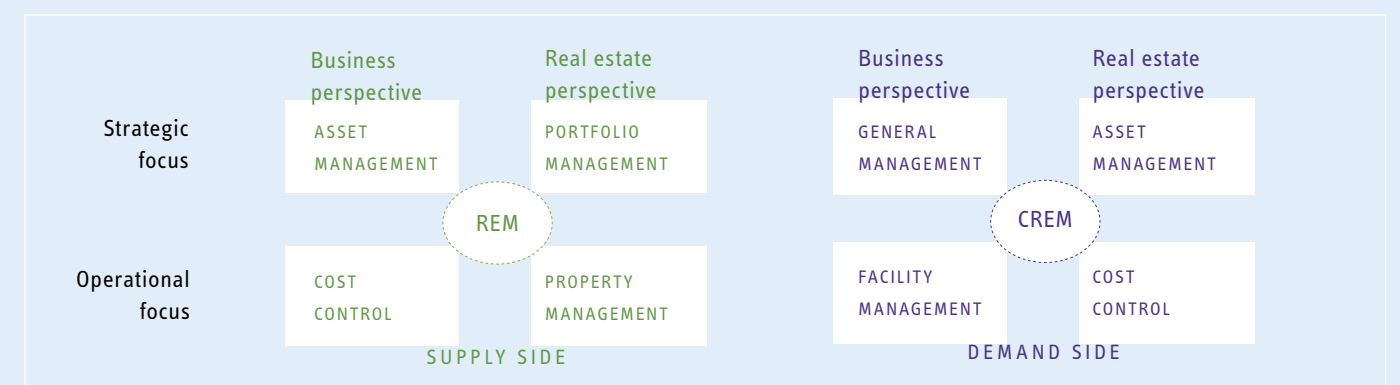 Business
perspective
Real estate
perspective
Business
perspective
Real estate
perspective
Strategic
focus
ASSET
MANAGEMENT
PORTFOLIO
MANAGEMENT
GENERAL
MANAGEMENT
ASSET
MANAGEMENT
REM
CREM
Operational
focus
COST
CONTROL
PROPERTY
MANAGEMENT
FACILITY
MANAGEMENT
COST
CONTROL
SUPPLY SIDE
DEMAND SIDE